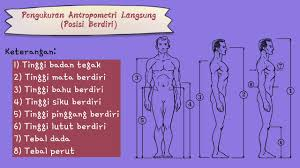 Pengukuran Antropometri Langsung
(Posisi Berdiri)
Keterangan:
1) Tinggi badan tegak
2) Tinggi mata berdiri
3) Tinggi bahu berdiri
4) Tinggi siku berdiri
5) Tinggi pinggang berdiri
6) Tinggi lutut berdiri
7) Tebal dada
8) Tebal perut